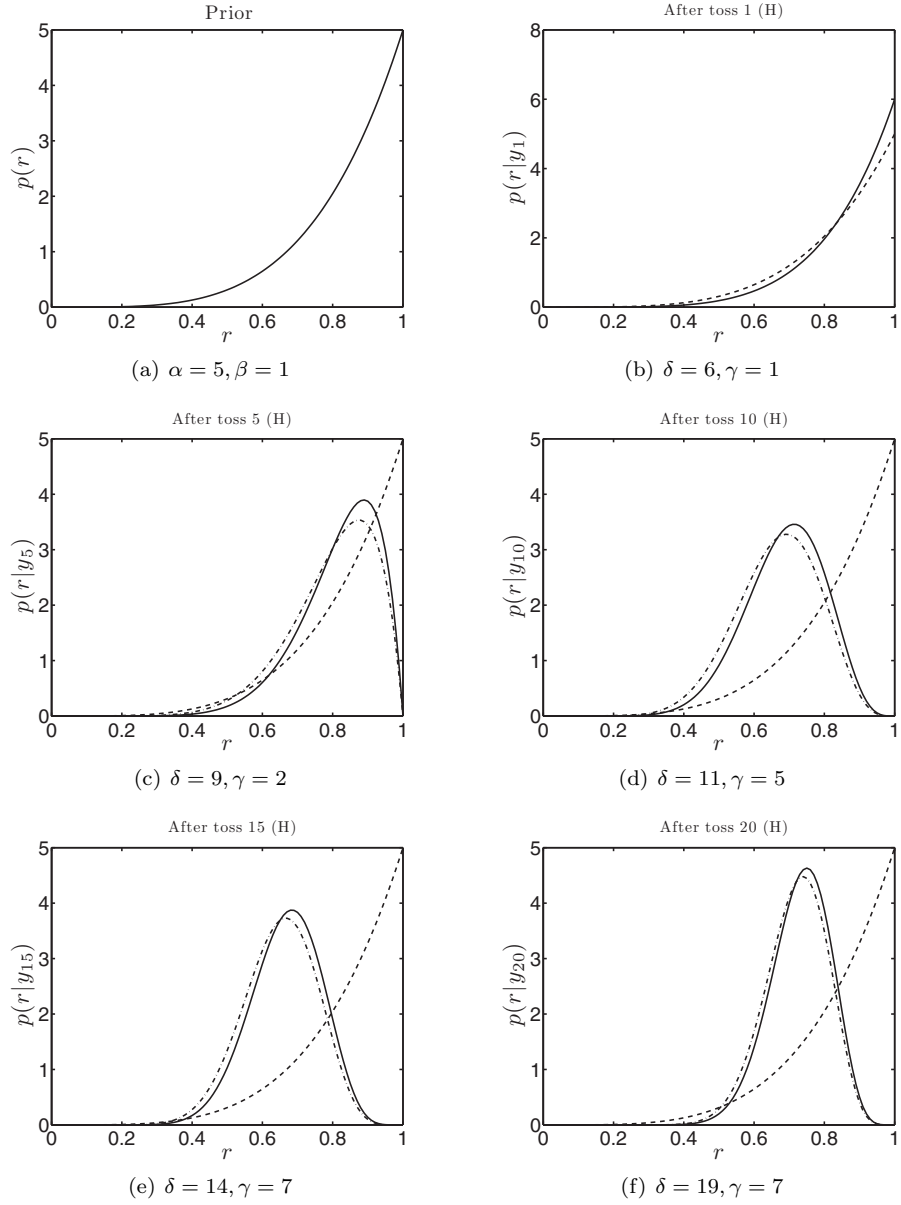 Prior
5
4
3
2
1
0
p(r)
0 0.2 0.4 0.6 0.8 1
r
(a) α = 5, β = 1
After toss 1 (H)
8
6
4
2
0
p(r|y₁)
0 0.2 0.4 0.6 0.8 1
r
(b) δ = 6, γ = 1
After toss 5 (H)
5
4
3
2
1
0
p(r|y₅)
0 0.2 0.4 0.6 0.8 1
r
(c) δ = 9, γ = 2
After toss 10 (H)
5
4
3
2
1
0
p(r|y₁₀)
0 0.2 0.4 0.6 0.8 1
r
(d) δ = 11, γ = 5
After toss 15 (H)
5
4
3
2
1
0
p(r|y₁₅)
0 0.2 0.4 0.6 0.8 1
r
(e) δ = 14, γ = 7
After toss 20 (H)
5
4
3
2
1
0
p(r|y₂₀)
0 0.2 0.4 0.6 0.8 1
r
(f) δ = 19, γ = 7